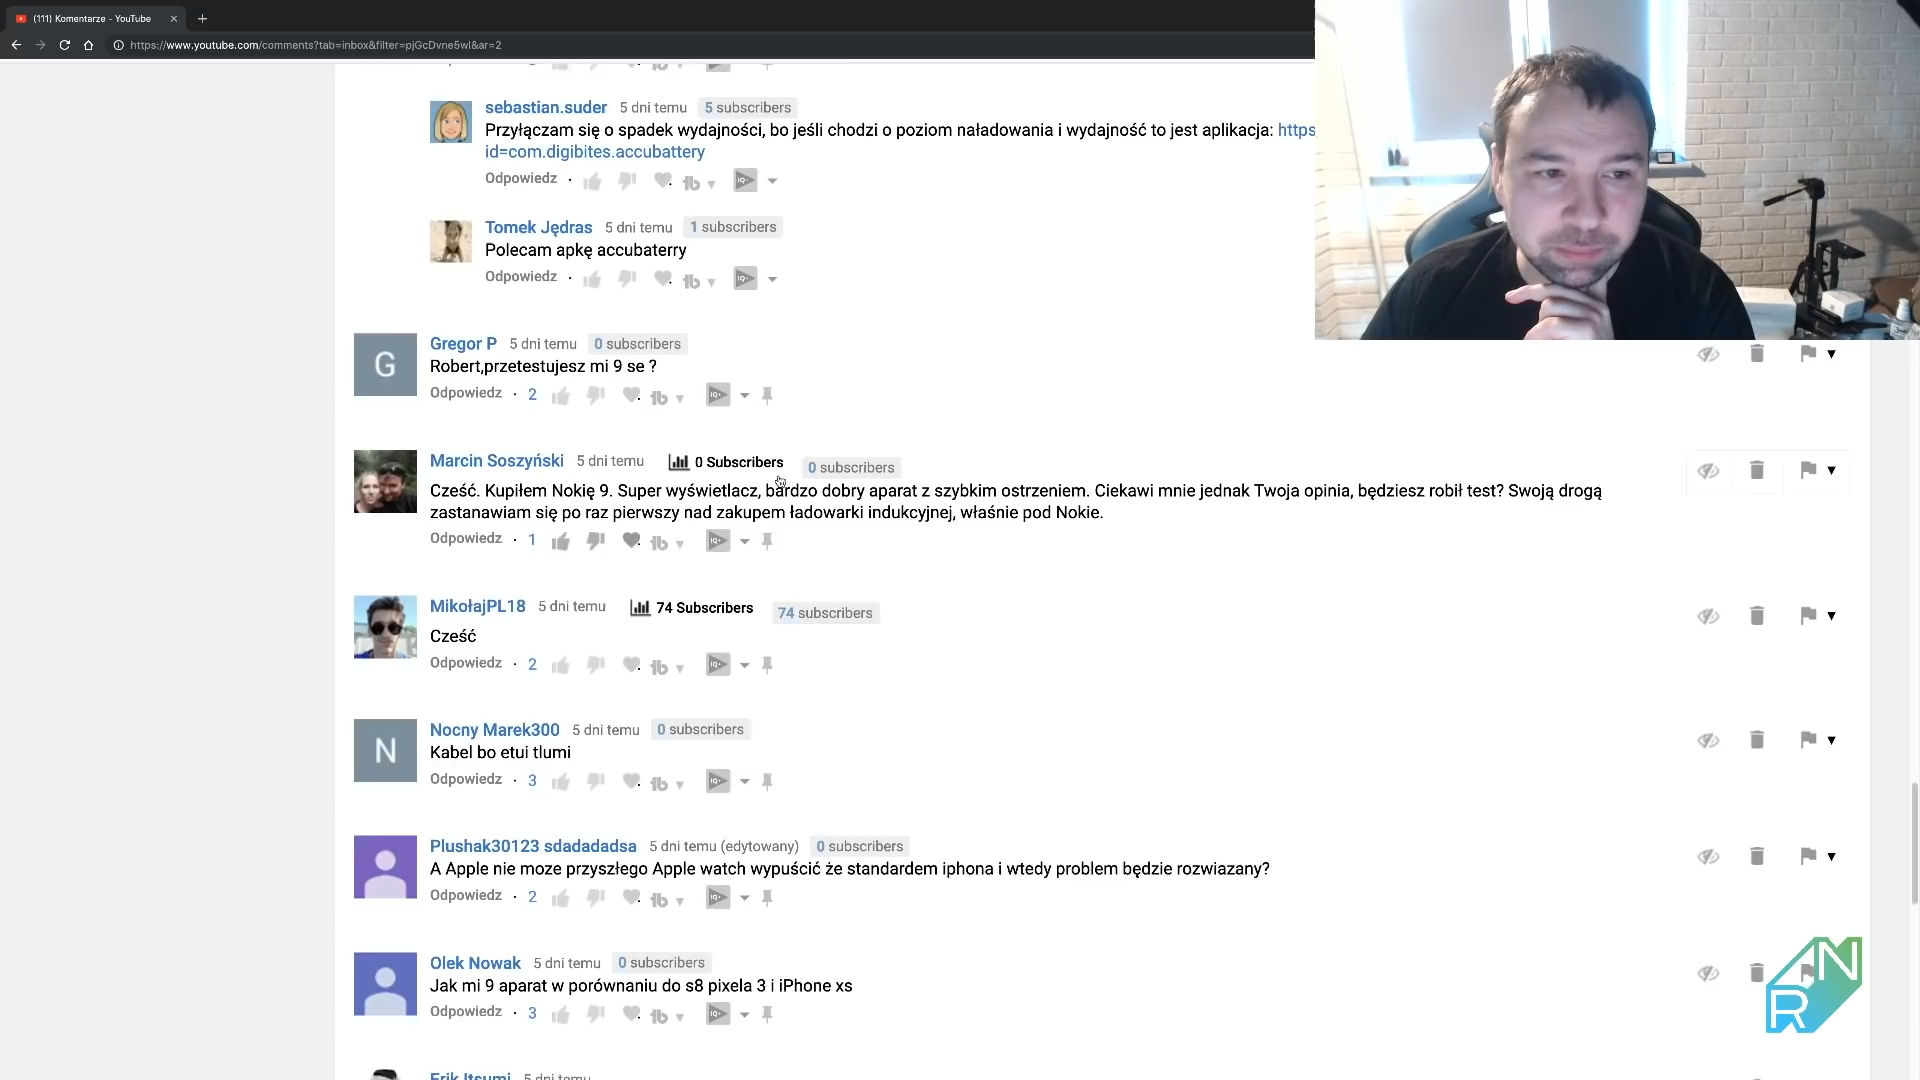 (111) Komentarze - YouTube
https://www.youtube.com/comments?tab=inbox&filter=pjGcDvne5wI&ar=2
sebastian.suder 5 dni temu 5 subscribers
Przyłączam się o spadek wydajności, bo jeśli chodzi o poziom naładowania i wydajność to jest aplikacja: https
id=com.digibites.accubattery
Odpowiedz
Tomek Jędras 5 dni temu 1 subscribers
Polecam apkę accubaterry
Odpowiedz
G
Gregor P 5 dni temu 0 subscribers
Robert,przetestujesz mi 9 se ?
Odpowiedz · 2
Marcin Soszyński 5 dni temu 0 Subscribers 0 subscribers
Cześć. Kupiłem Nokię 9. Super wyświetlacz, bardzo dobry aparat z szybkim ostrzeniem. Ciekawi mnie jednak Twoja opinia, będziesz robił test? Swoją drogą
zastanawiam się po raz pierwszy nad zakupem ładowarki indukcyjnej, właśnie pod Nokie.
Odpowiedz · 1
MikołajPL18 5 dni temu 74 Subscribers 74 subscribers
Cześć
Odpowiedz · 2
N
Nocny Marek300 5 dni temu 0 subscribers
Kabel bo etui tlumi
Odpowiedz · 3
Plushak30123 sdadadadsa 5 dni temu (edytowany) 0 subscribers
A Apple nie moze przyszłego Apple watch wypuścić że standardem iphona i wtedy problem będzie rozwiazany?
Odpowiedz · 2
Olek Nowak 5 dni temu 0 subscribers
Jak mi 9 aparat w porównaniu do s8 pixela 3 i iPhone xs
Odpowiedz · 3
RN
Erik Itsumi 5 dni temu